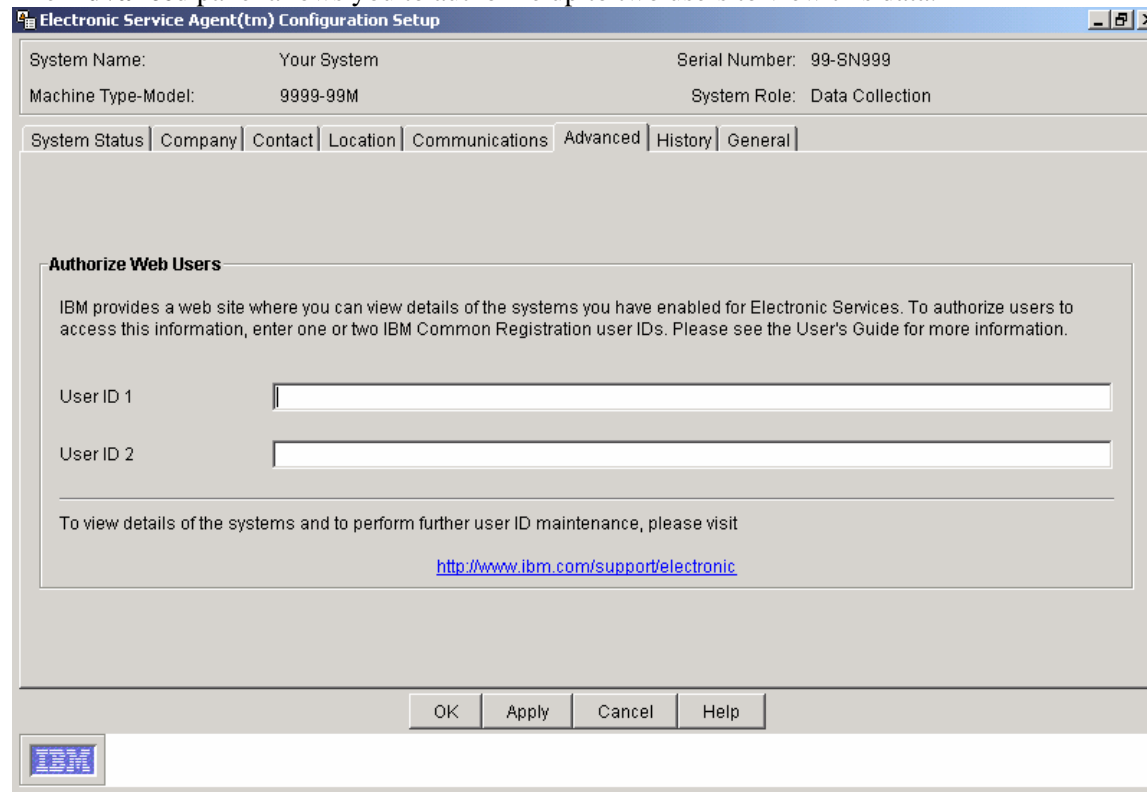 Electronic Service Agent(tm) Configuration Setup
System Name: Your System Serial Number: 99-SN999
Machine Type-Model: 9999-99M System Role: Data Collection
System Status Company Contact Location Communications Advanced History General
Authorize Web Users
IBM provides a web site where you can view details of the systems you have enabled for Electronic Services. To authorize users to
access this information, enter one or two IBM Common Registration user IDs. Please see the User's Guide for more information.
User ID 1
User ID 2
To view details of the systems and to perform further user ID maintenance, please visit
http://www.ibm.com/support/electronic
OK Apply Cancel Help
IBM